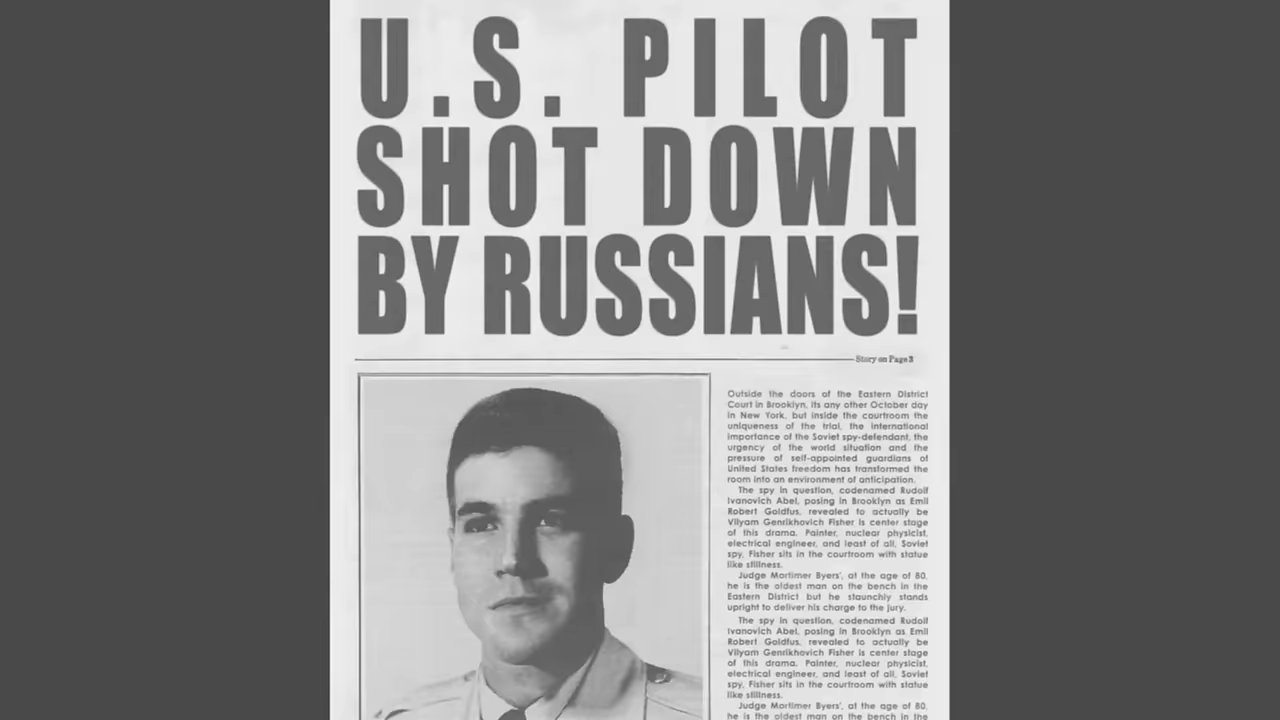 U.S. PILOT
SHOT DOWN
BY RUSSIANS!
Story on Page 3
Outside the doors of the Eastern District
Court in Brooklyn, its any other October day
in New York, but inside the courtroom the
uniqueness of the trial, the international
importance of the Soviet spy-defendant, the
urgency of the world situation and the
pressure of self-appointed guardians of
United States freedom has transformed the
room into an environment of anticipation.
The spy in question, codenamed Rudolf
Ivanovich Abel, posing in Brooklyn as Emil
Robert Goldfus, revealed to actually be
Vilyam Genrikhovich Fisher is center stage
of this drama. Painter, nuclear physicist,
electrical engineer, and least of all, Soviet
spy, Fisher sits in the courtroom with statue
like stillness.
Judge Mortimer Byers', at the age of 80,
he is the oldest man on the bench in the
Eastern District but he staunchly stands
upright to deliver his charge to the jury.
The spy in question, codenamed Rudolf
Ivanovich Abel, posing in Brooklyn as Emil
Robert Goldfus, revealed to actually be
Vilyam Genrikhovich Fisher is center stage
of this drama. Painter, nuclear physicist,
electrical engineer, and least of all, Soviet
spy, Fisher sits in the courtroom with statue
like stillness.
Judge Mortimer Byers', at the age of 80,
he is the oldest man on the bench in the